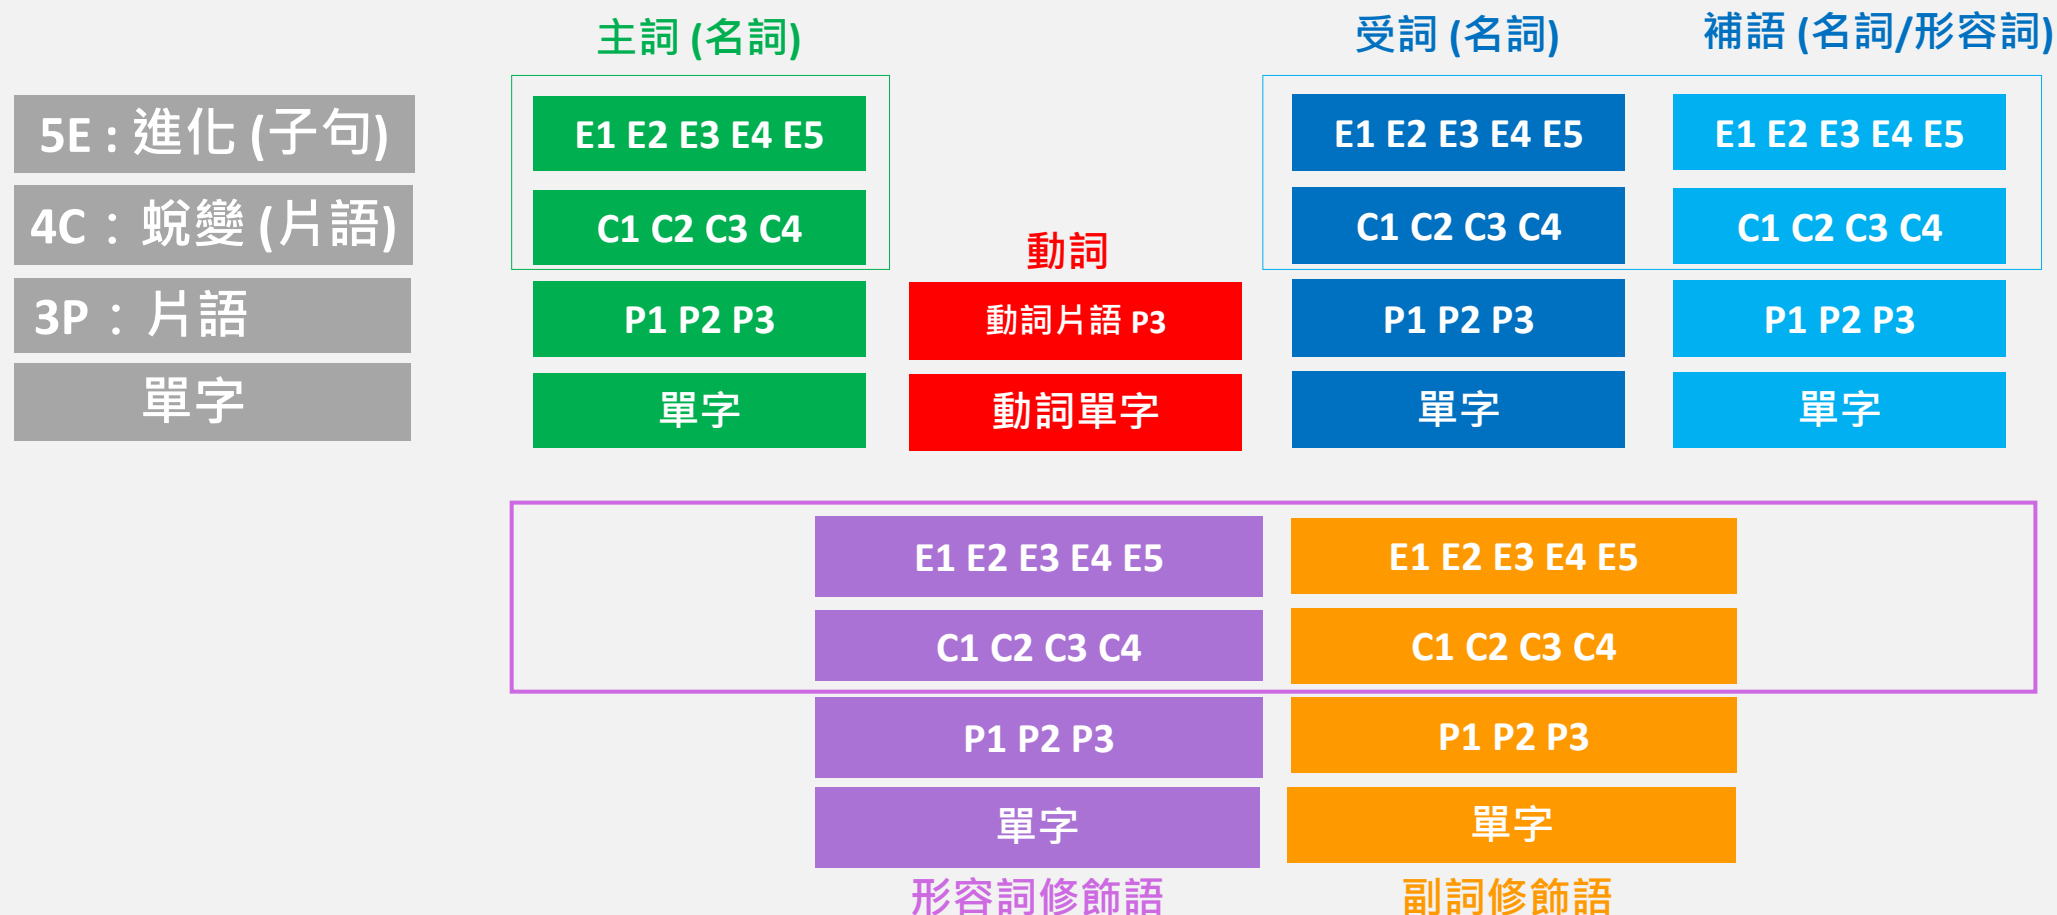 主詞 (名詞)
受詞 (名詞)
補語 (名詞/形容詞)
5E : 進化 (子句)
E1 E2 E3 E4 E5
E1 E2 E3 E4 E5
E1 E2 E3 E4 E5
4C : 蛻變 (片語)
C1 C2 C3 C4
C1 C2 C3 C4
C1 C2 C3 C4
動詞
3P : 片語
P1 P2 P3
動詞片語 P3
P1 P2 P3
P1 P2 P3
單字
單字
動詞單字
單字
單字
E1 E2 E3 E4 E5
E1 E2 E3 E4 E5
C1 C2 C3 C4
C1 C2 C3 C4
P1 P2 P3
P1 P2 P3
單字
單字
形容詞修飾語
副詞修飾語